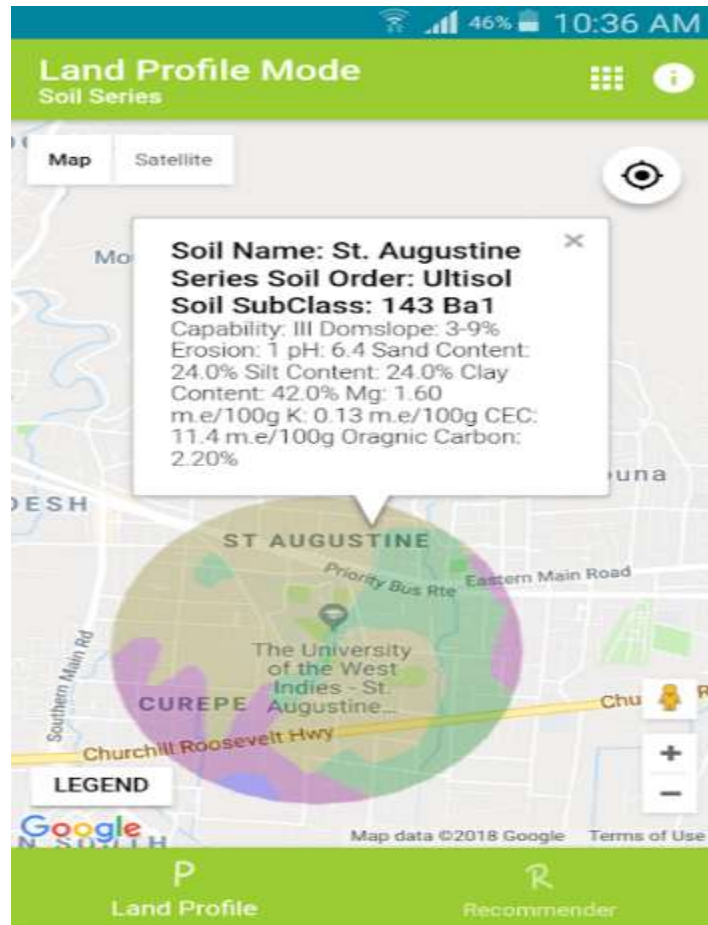 46% 10:36 AM
Land Profile Mode
Soil Series
Map Satellite
Mo
Soil Name: St. Augustine
Series Soil Order: Ultisol
Soil SubClass: 143 Ba1
Capability: III Domslope: 3-9%
Erosion: 1 pH: 6.4 Sand Content:
24.0% Silt Content: 24.0% Clay
Content: 42.0% Mg: 1.60
m.e/100g K: 0.13 m.e/100g CEC:
11.4 m.e/100g Oragnic Carbon:
2.20%
×
una
ESH
ST AUGUSTINE
Priority Bus Rte
Eastern Main Road
The University
of the West
Indies - St.
Augustine...
Southern Main Rd
CUREPE
Churchill Roosevelt Hwy
Chu
R
+
−
LEGEND
Google
N SOUTH
Map data ©2018 Google Terms of Use
P
Land Profile
R
Recommender